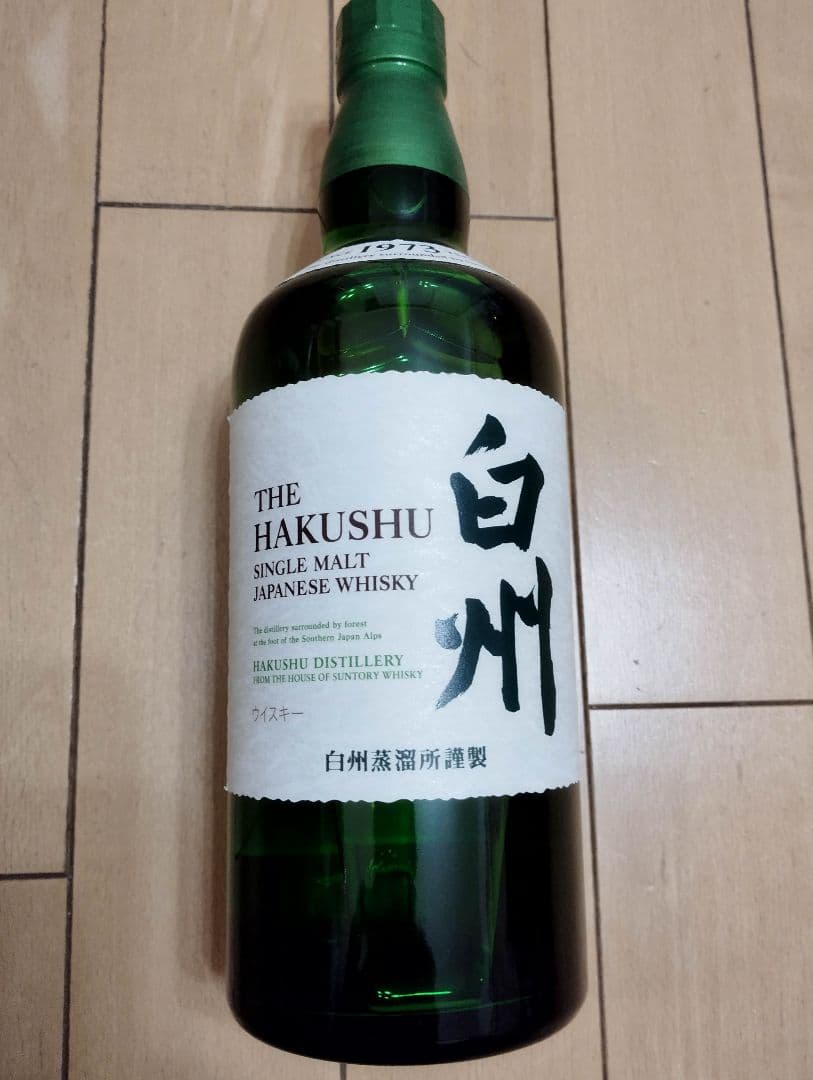 1973
distillery surrounded
THE
HAKUSHU
SINGLE MALT
JAPANESE WHISKY
白州
The distillery surrounded by forest
at the foot of the Southern Japan Alps
HAKUSHU DISTILLERY
FROM THE HOUSE OF SUNTORY WHISKY
ウイスキー
白州蒸溜所謹製